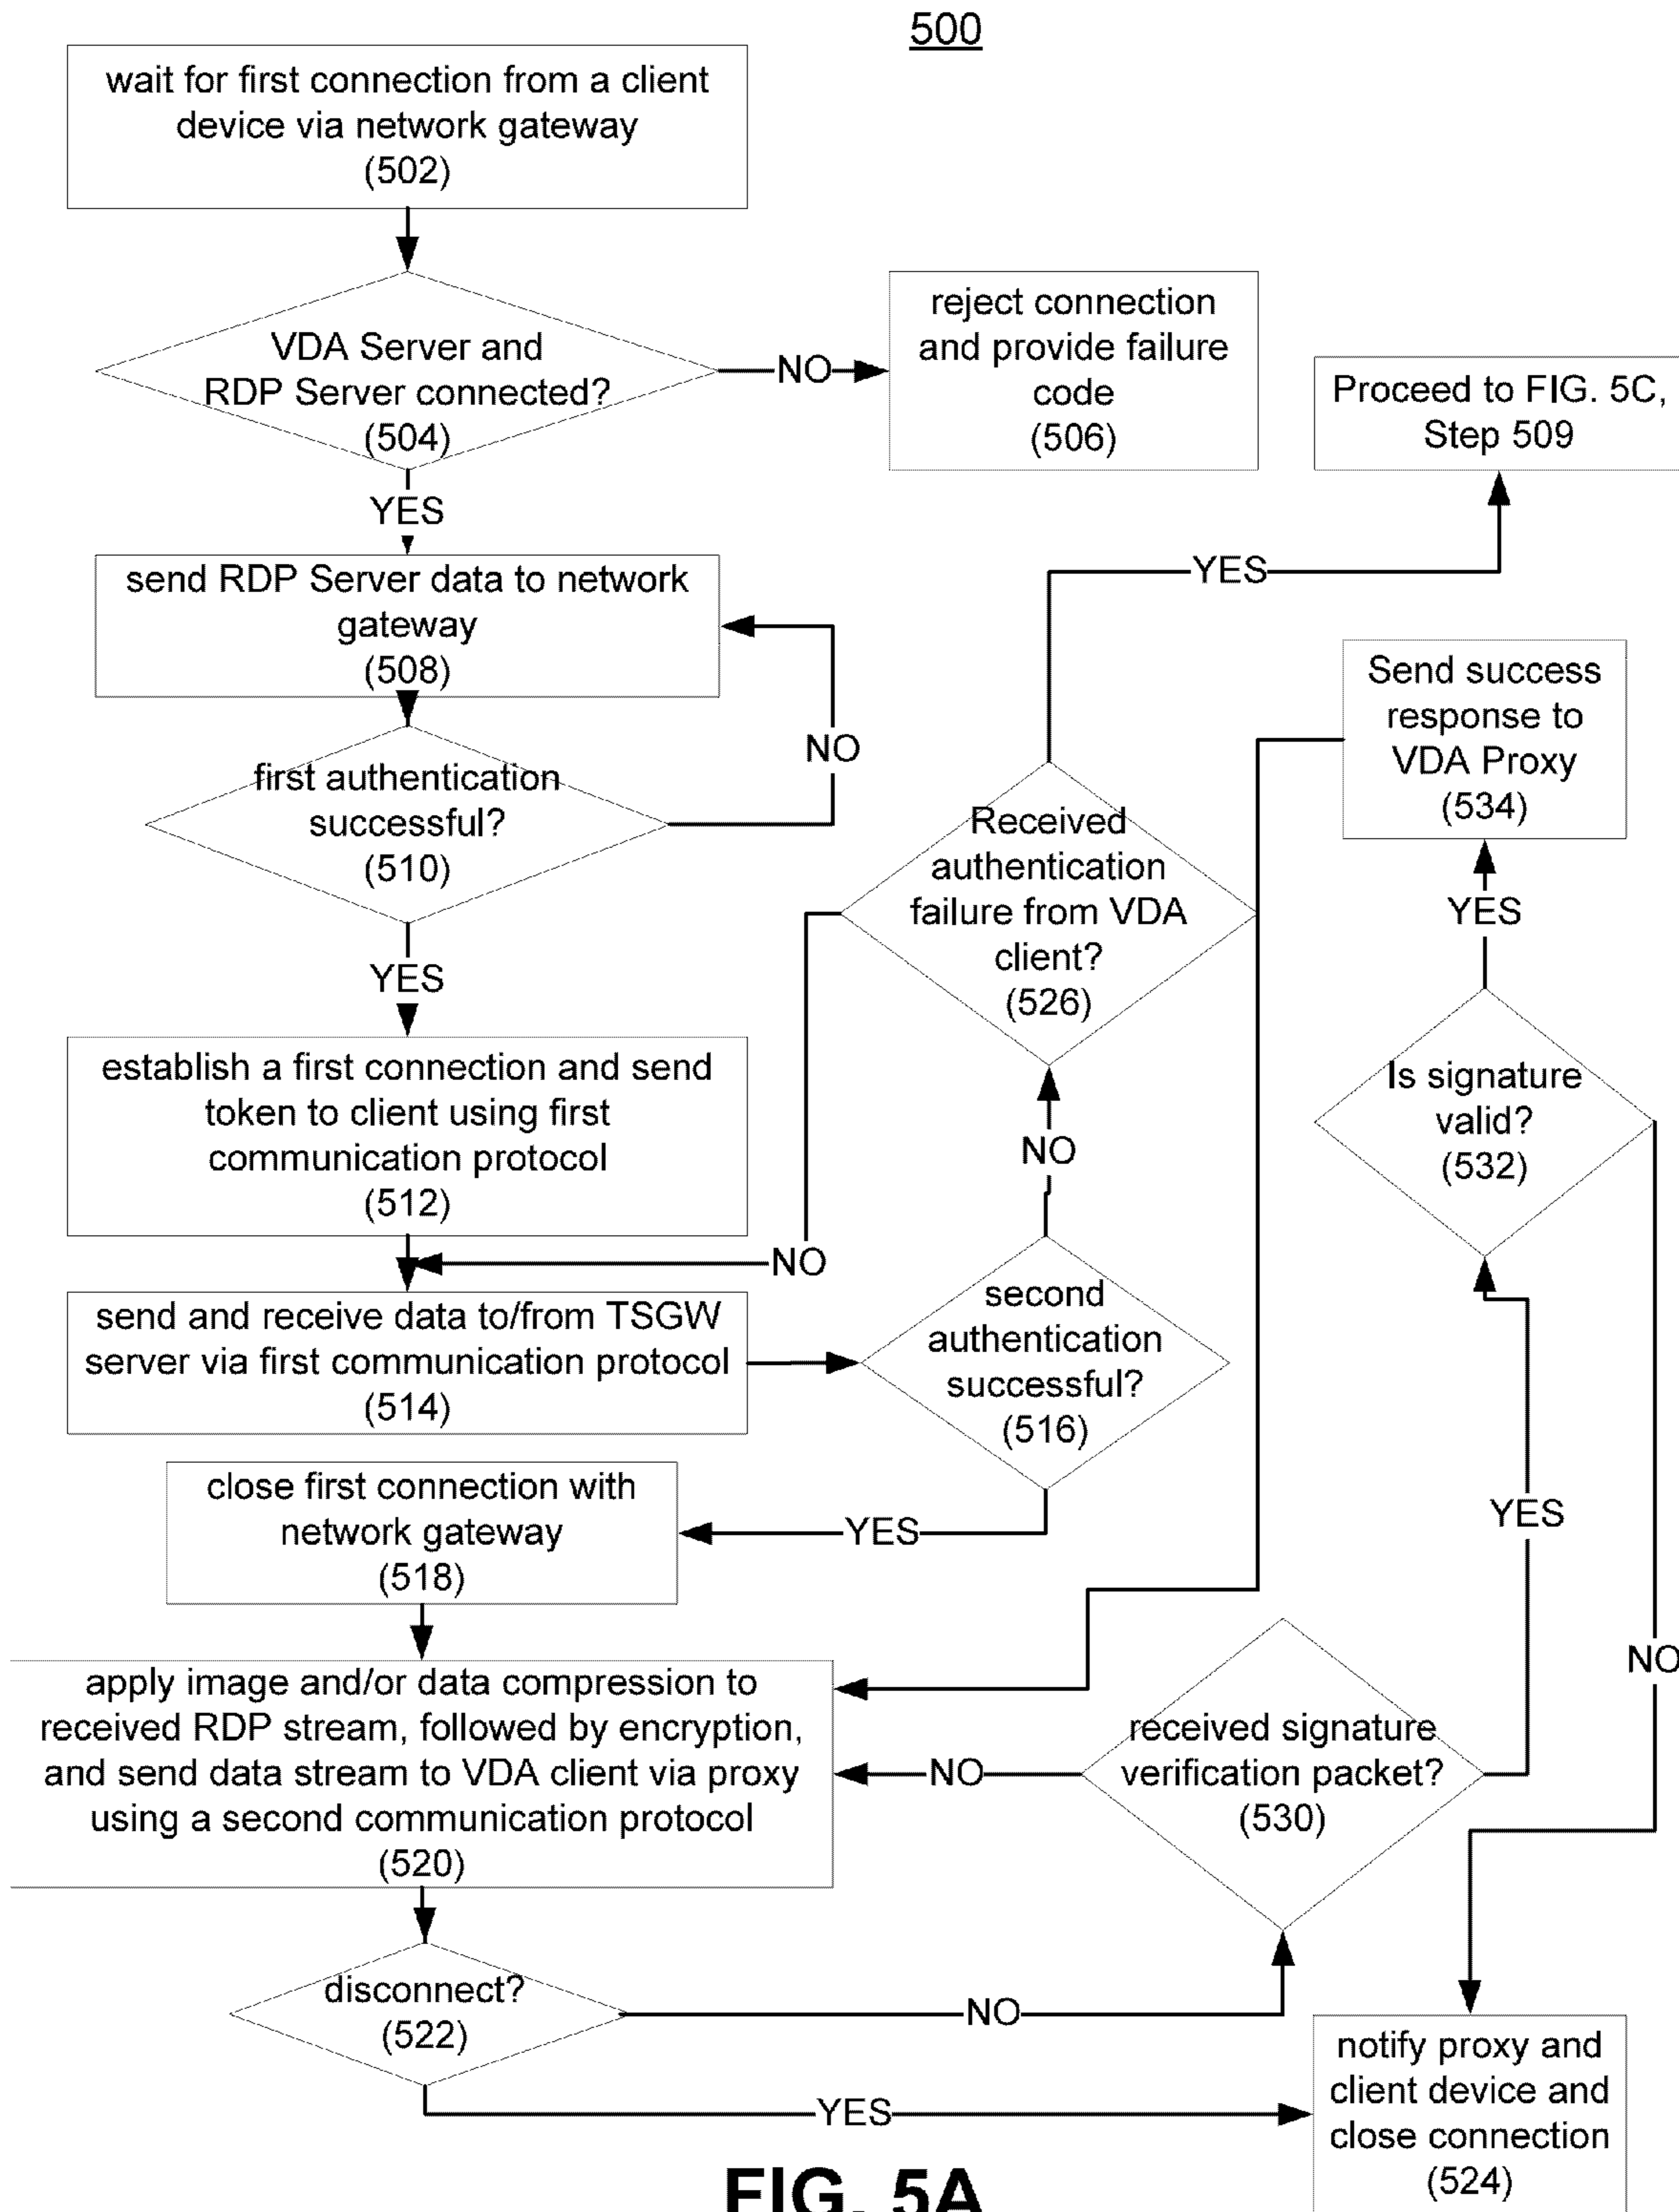 500
wait for first connection from a client
device via network gateway
(502)
VDA Server and
RDP Server connected?
(504)
NO
reject connection
and provide failure
code
(506)
Proceed to FIG. 5C,
Step 509
YES
YES
send RDP Server data to network
gateway
(508)
NO
first authentication
successful?
(510)
YES
Received
authentication
failure from VDA
client?
(526)
Send success
response to
VDA Proxy
(534)
YES
establish a first connection and send
token to client using first
communication protocol
(512)
NO
Is signature
valid?
(532)
NO
send and receive data to/from TSGW
server via first communication protocol
(514)
second
authentication
successful?
(516)
YES
NO
close first connection with
network gateway
(518)
YES
apply image and/or data compression to
received RDP stream, followed by encryption,
and send data stream to VDA client via proxy
using a second communication protocol
(520)
NO
received signature
verification packet?
(530)
disconnect?
(522)
NO
YES
notify proxy and
client device and
close connection
(524)
FIG. 5A